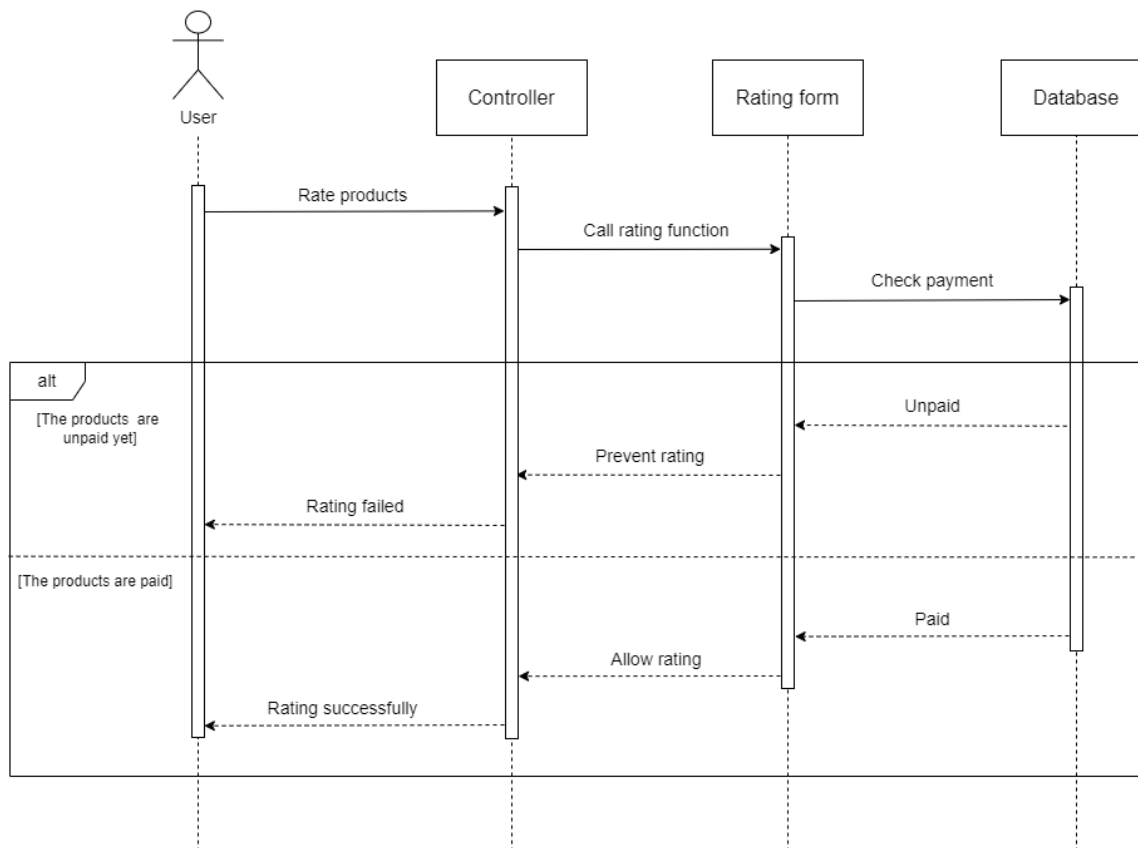 User
Controller
Rating form
Database
Rate products
Call rating function
Check payment
alt
[The products are
unpaid yet]
Unpaid
Prevent rating
Rating failed
[The products are paid]
Paid
Allow rating
Rating successfully